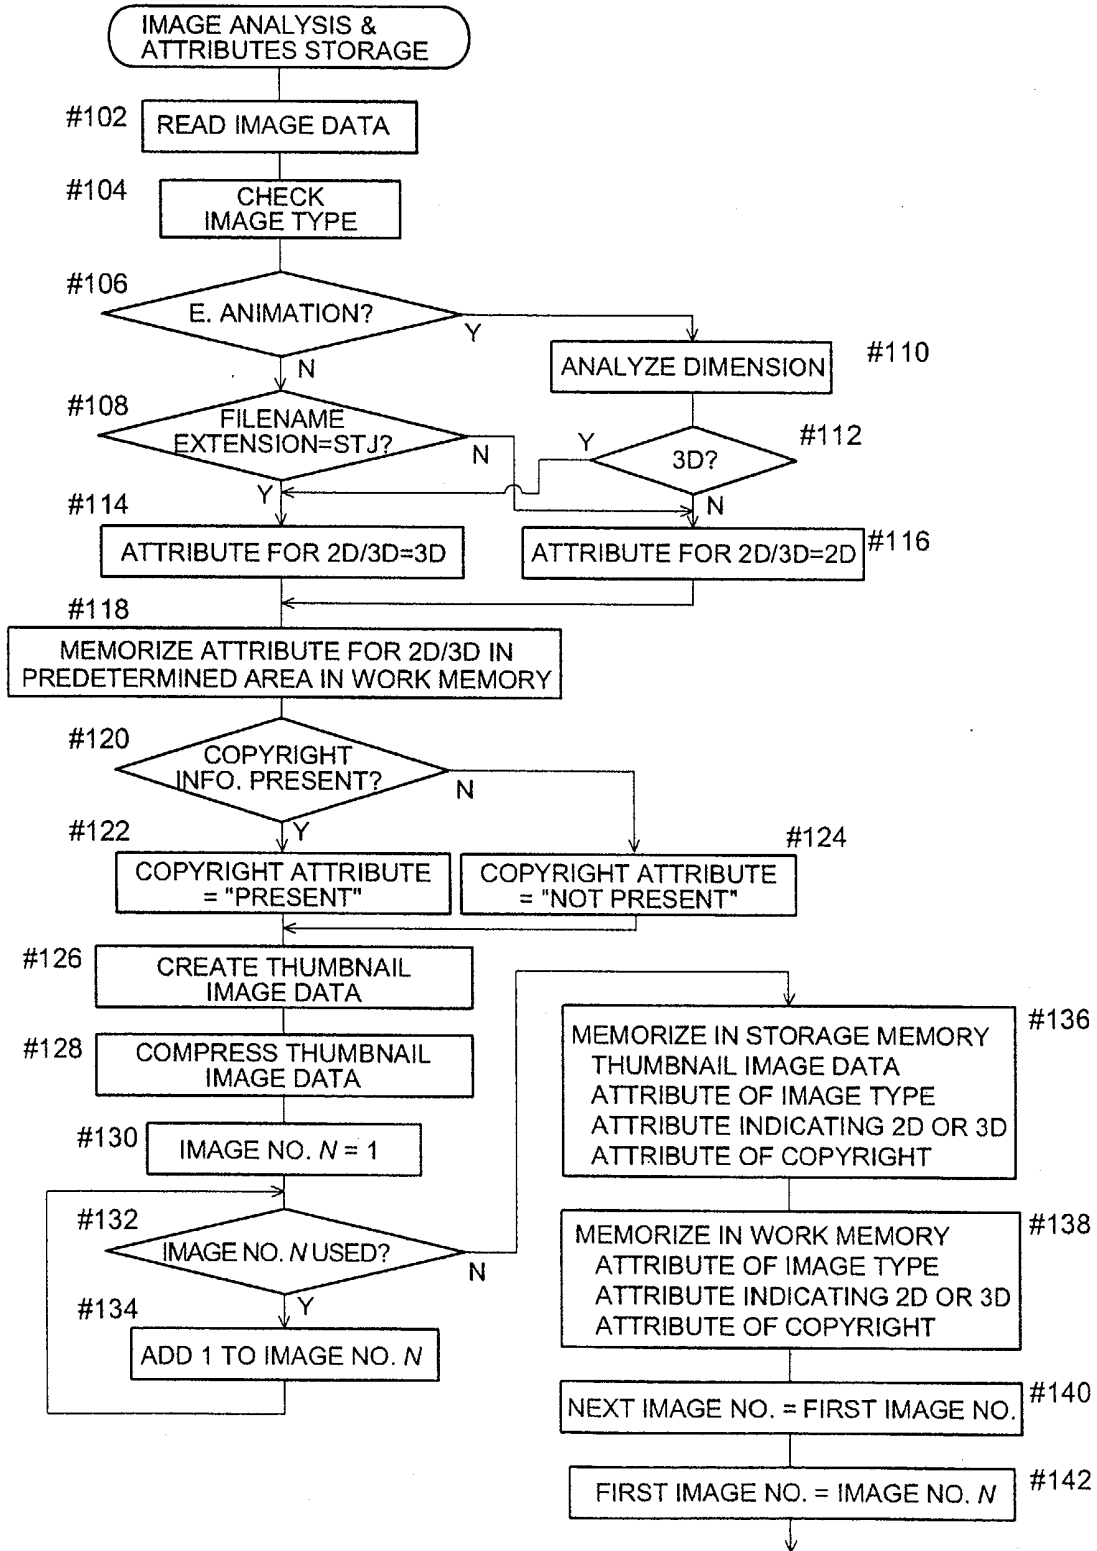 IMAGE ANALYSIS &
ATTRIBUTES STORAGE
#102
READ IMAGE DATA
#104
CHECK
IMAGE TYPE
#106
E. ANIMATION?
Y
N
#110
ANALYZE DIMENSION
#108
FILENAME
EXTENSION=STJ?
N
Y
#112
3D?
Y
N
#114
ATTRIBUTE FOR 2D/3D=3D
ATTRIBUTE FOR 2D/3D=2D
#116
#118
MEMORIZE ATTRIBUTE FOR 2D/3D IN
PREDETERMINED AREA IN WORK MEMORY
#120
COPYRIGHT
INFO. PRESENT?
N
Y
#122
COPYRIGHT ATTRIBUTE
= "PRESENT"
#124
COPYRIGHT ATTRIBUTE
= "NOT PRESENT"
#126
CREATE THUMBNAIL
IMAGE DATA
#128
COMPRESS THUMBNAIL
IMAGE DATA
#130
IMAGE NO. N = 1
#132
IMAGE NO. N USED?
N
Y
#134
ADD 1 TO IMAGE NO. N
#136
MEMORIZE IN STORAGE MEMORY
THUMBNAIL IMAGE DATA
ATTRIBUTE OF IMAGE TYPE
ATTRIBUTE INDICATING 2D OR 3D
ATTRIBUTE OF COPYRIGHT
#138
MEMORIZE IN WORK MEMORY
ATTRIBUTE OF IMAGE TYPE
ATTRIBUTE INDICATING 2D OR 3D
ATTRIBUTE OF COPYRIGHT
#140
NEXT IMAGE NO. = FIRST IMAGE NO.
#142
FIRST IMAGE NO. = IMAGE NO. N